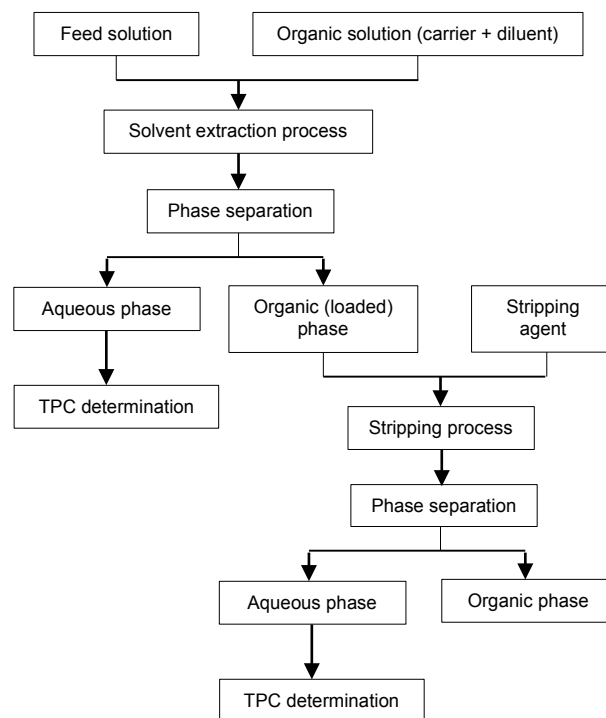 Feed solution
Organic solution (carrier + diluent)
Solvent extraction process
Phase separation
Aqueous phase
Organic (loaded)
phase
Stripping
agent
TPC determination
Stripping process
Phase separation
Aqueous phase
Organic phase
TPC determination